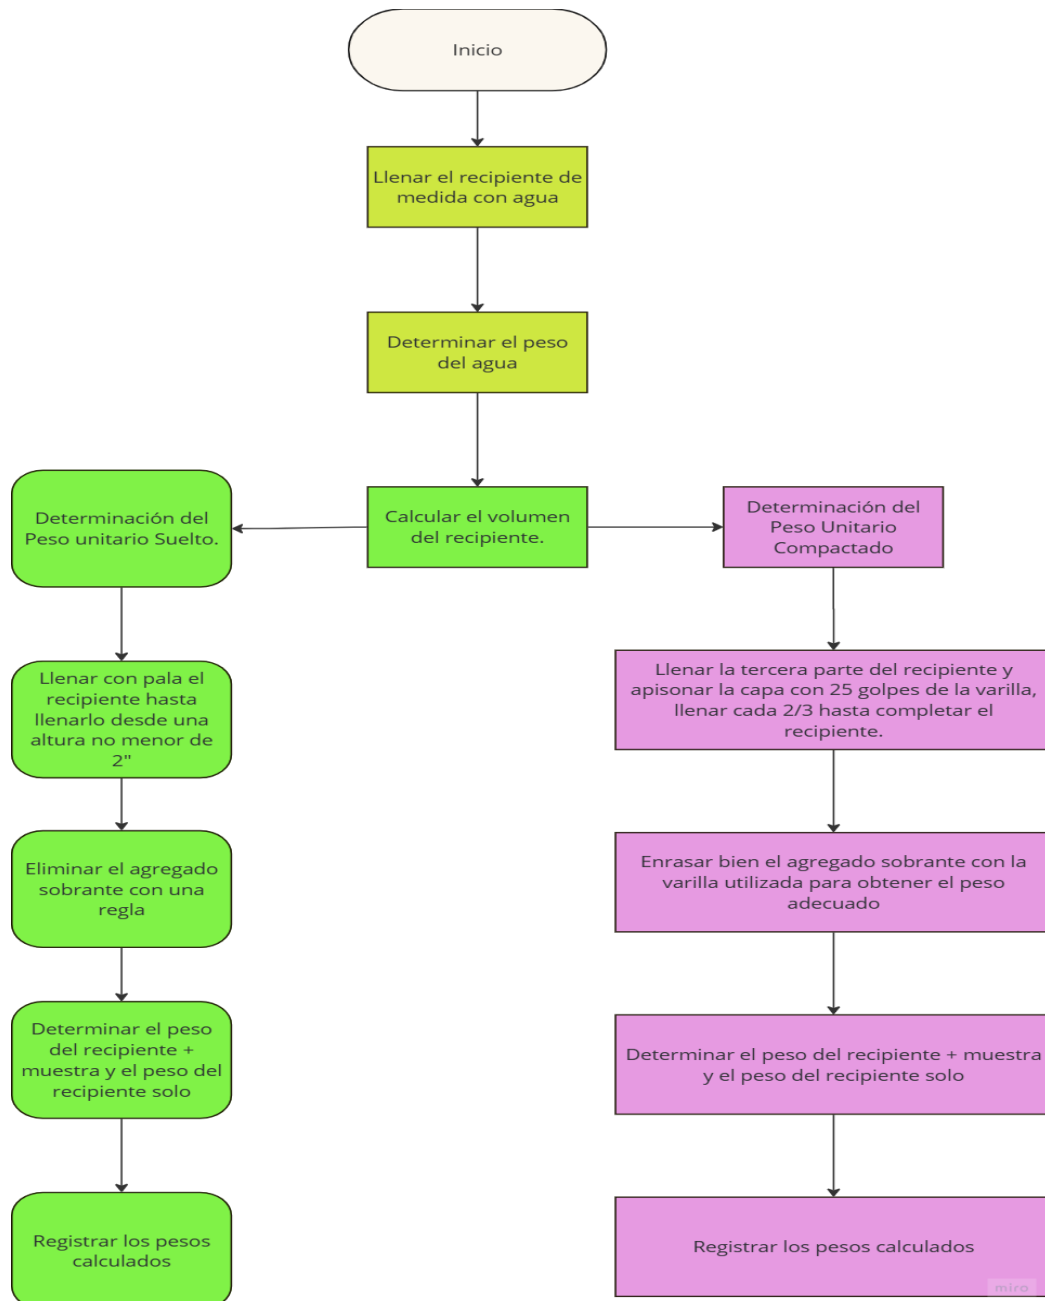 Inicio
Llenar el recipiente de
medida con agua
Determinar el peso
del agua
Calcular el volumen
del recipiente.
Determinación del
Peso unitario Suelto.
Llenar con pala el
recipiente hasta
llenarlo desde una
altura no menor de
2"
Eliminar el agregado
sobrante con una
regla
Determinar el peso
del recipiente +
muestra y el peso del
recipiente solo
Registrar los pesos
calculados
Determinación del
Peso Unitario
Compactado
Llenar la tercera parte del recipiente y
apisonar la capa con 25 golpes de la varilla,
llenar cada 2/3 hasta completar el
recipiente.
Enrasar bien el agregado sobrante con la
varilla utilizada para obtener el peso
adecuado
Determinar el peso del recipiente + muestra
y el peso del recipiente solo
Registrar los pesos calculados
miro